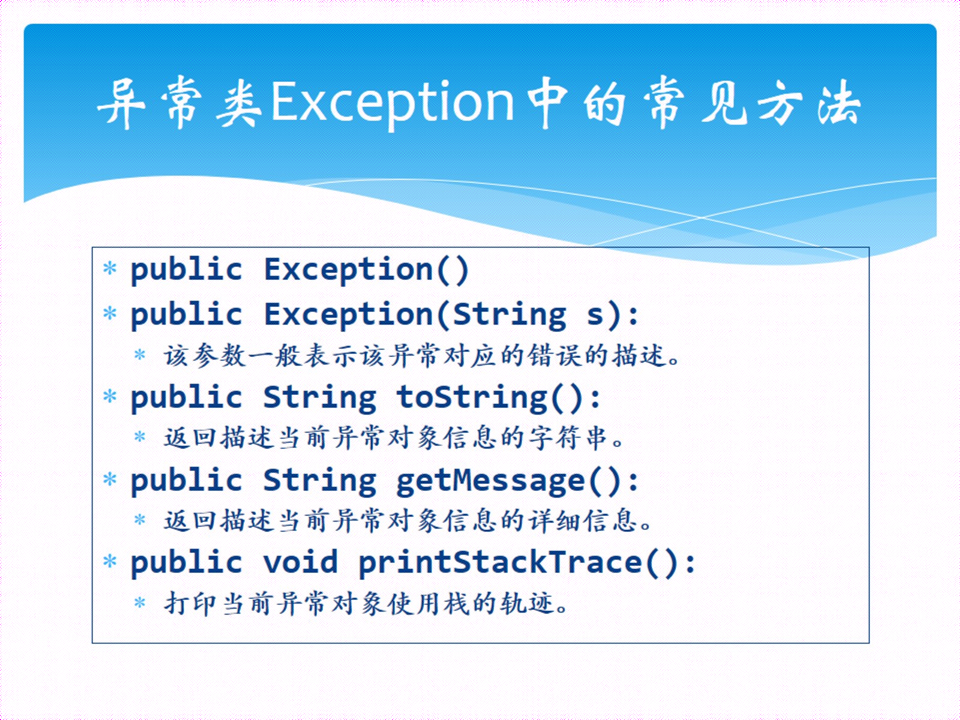 异常类Exception中的常见方法
* public Exception()
* public Exception(String s):
* 该参数一般表示该异常对应的错误的描述。
* public String toString():
* 返回描述当前异常对象信息的字符串。
* public String getMessage():
* 返回描述当前异常对象信息的详细信息。
* public void printStackTrace():
* 打印当前异常对象使用栈的轨迹。